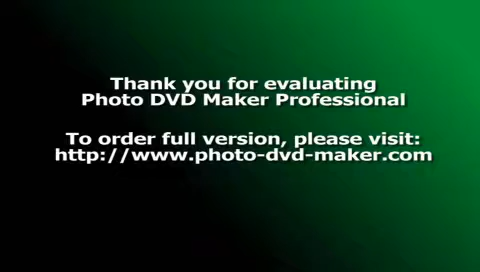 Thank you for evaluating
Photo DVD Maker Professional
To order full version, please visit:
http://www.photo-dvd-maker.com